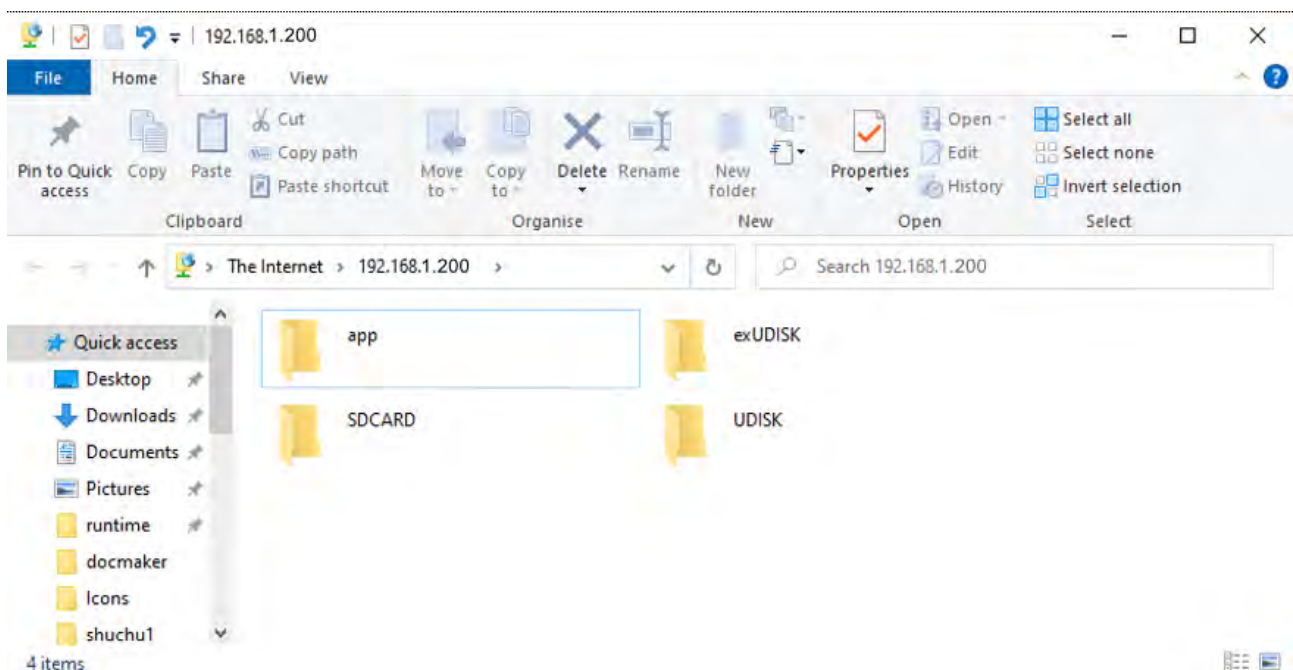 192.168.1.200
File Home Share View
Pin to Quick access Copy Paste Cut Copy path Paste shortcut Move to Copy to Delete Rename New folder Properties Open Edit History Select all Select none Invert selection
Clipboard Organise New Open Select
The Internet > 192.168.1.200 > Search 192.168.1.200
Quick access
Desktop
Downloads
Documents
Pictures
runtime
docmaker
Icons
shuchu1
app exUDISK
SDCARD UDISK
4 items